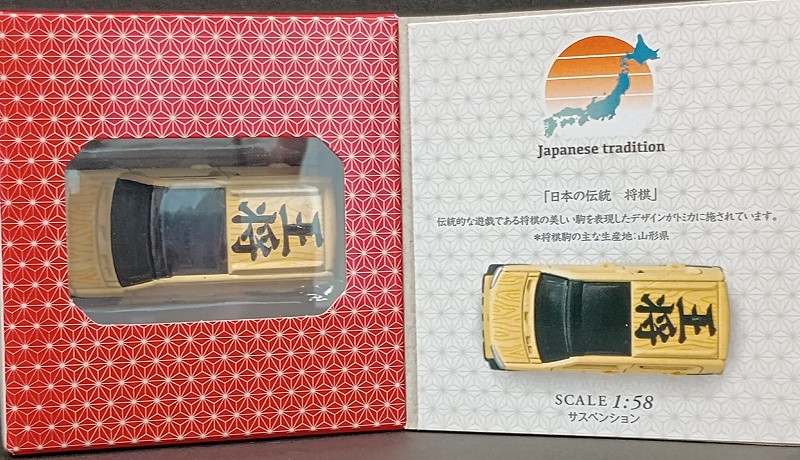 王将
Japanese tradition
「日本の伝統　将棋」
伝統的な遊戯である将棋の美しい駒を表現したデザインがトミカに施されています。
*将棋駒の主な生産地:山形県
王将
SCALE 1:58
サスペンション